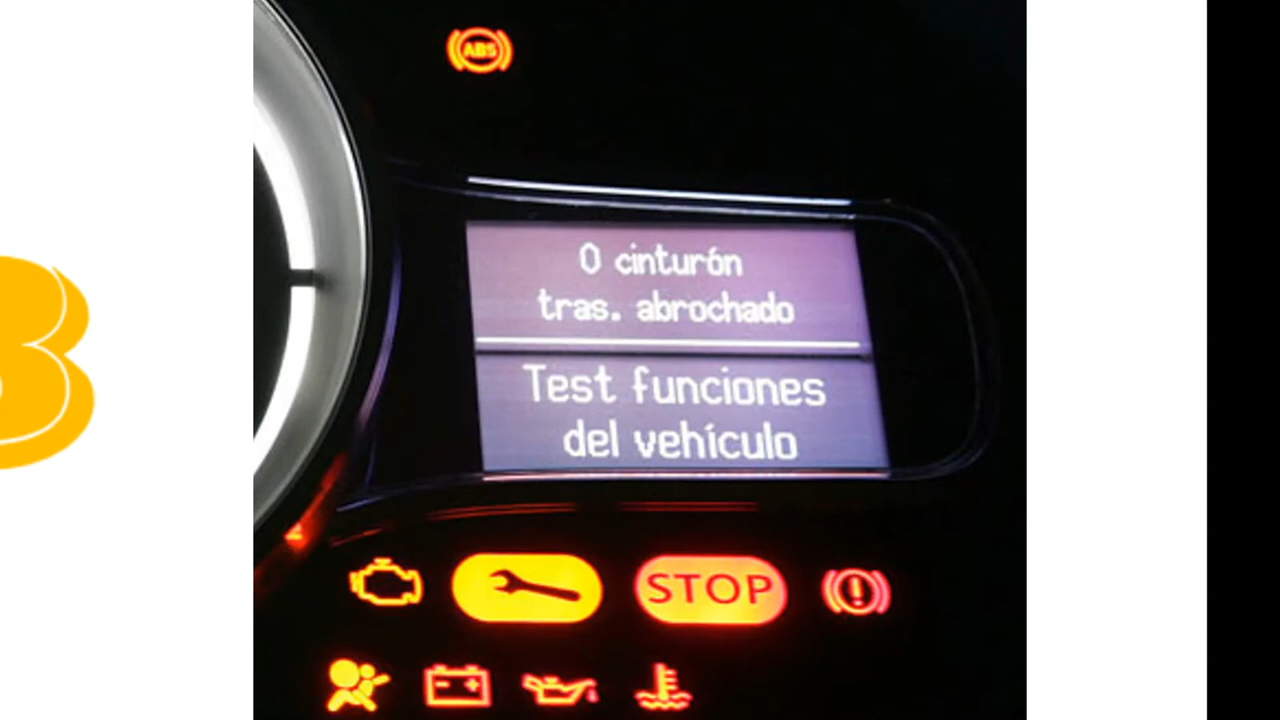 ABS
0 cinturón
tras. abrochado
Test funciones
del vehículo
STOP